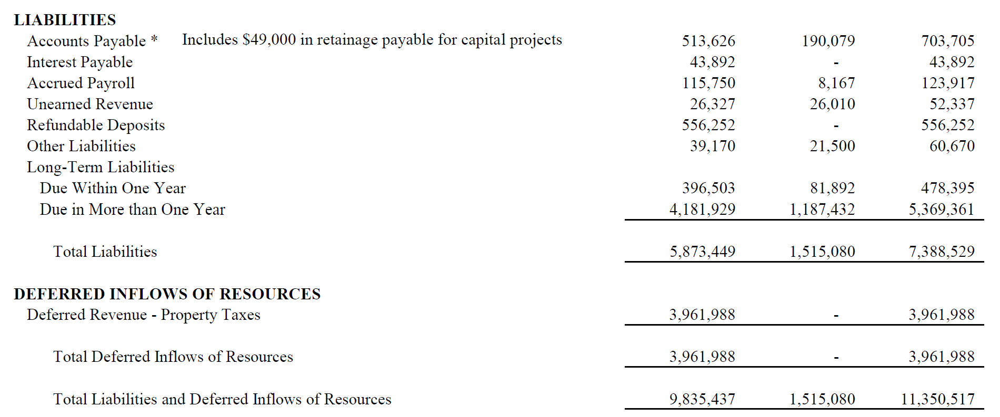 LIABILITIES
Accounts Payable * Includes $49,000 in retainage payable for capital projects 513,626 190,079 703,705
Interest Payable 43,892 - 43,892
Accrued Payroll 115,750 8,167 123,917
Unearned Revenue 26,327 26,010 52,337
Refundable Deposits 556,252 - 556,252
Other Liabilities 39,170 21,500 60,670
Long-Term Liabilities
Due Within One Year 396,503 81,892 478,395
Due in More than One Year 4,181,929 1,187,432 5,369,361
Total Liabilities 5,873,449 1,515,080 7,388,529
DEFERRED INFLOWS OF RESOURCES
Deferred Revenue - Property Taxes 3,961,988 - 3,961,988
Total Deferred Inflows of Resources 3,961,988 - 3,961,988
Total Liabilities and Deferred Inflows of Resources 9,835,437 1,515,080 11,350,517